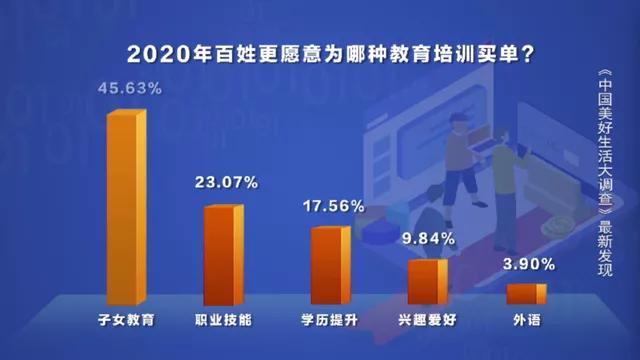 2020年百姓更愿意为哪种教育培训买单?
45.63%
23.07%
17.56%
9.84%
3.90%
子女教育
职业技能
学历提升
兴趣爱好
外语
《中国美好生活大调查》最新发现